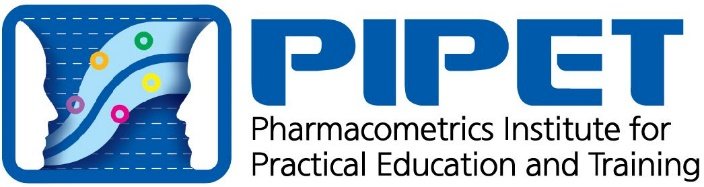 PIPET
Pharmacometrics Institute for
Practical Education and Training